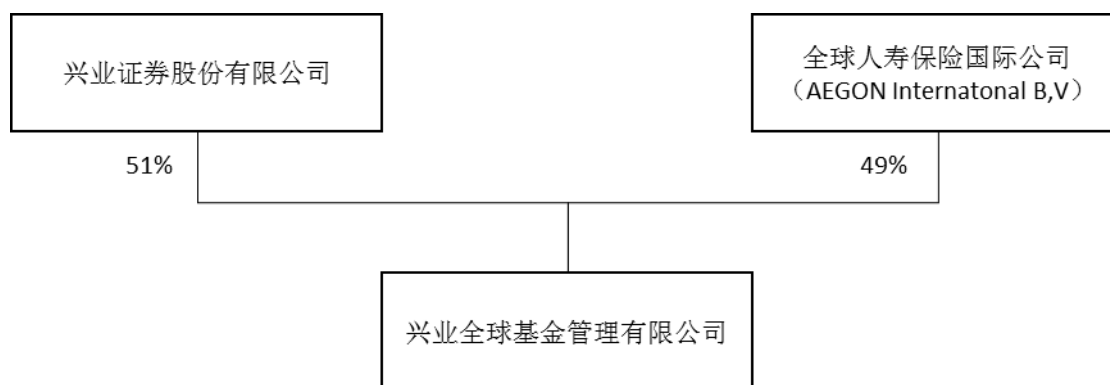 兴业证券股份有限公司
全球人寿保险国际公司
（AEGON Internatonal B,V）
51%
49%
兴业全球基金管理有限公司